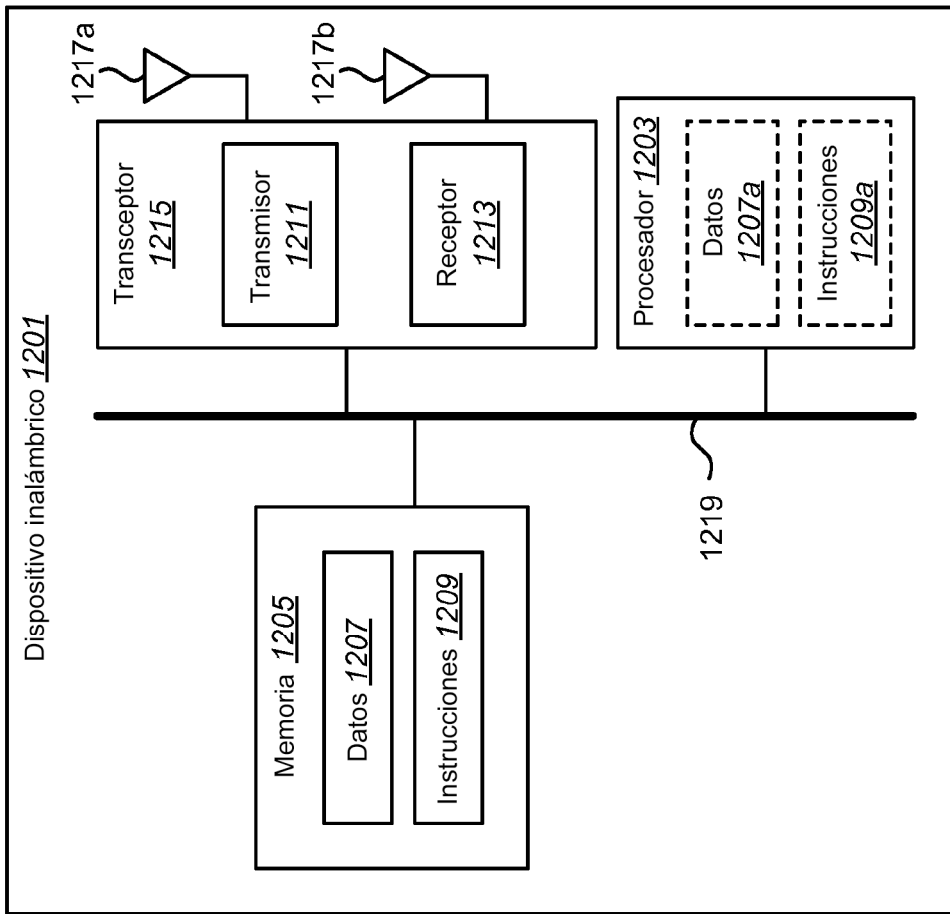 Dispositivo inalámbrico 1201
Memoria 1205
Datos 1207
Instrucciones 1209
1219
Transceptor
1215
Transmisor
1211
Receptor
1213
1217a
1217b
Procesador 1203
Datos
1207a
Instrucciones
1209a